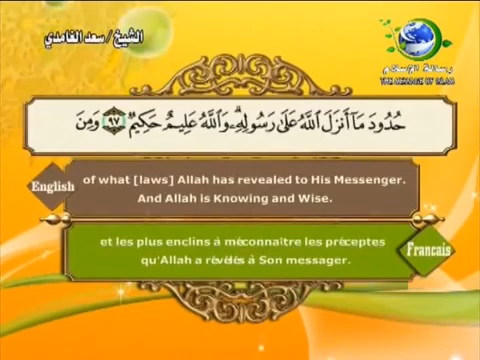 الشيخ / سعد الغامدي
رسالة الإسلام
THE MESSAGE OF ISLAM
حُدُودَ مَآ أَنزَلَ ٱللَّهُ عَلَىٰ رَسُولِهِۦۗ وَٱللَّهُ عَلِيمٌ حَكِيمٌ ٩٧ وَمِنَ
English
of what [laws] Allah has revealed to His Messenger.
And Allah is Knowing and Wise.
et les plus enclins à méconnaître les préceptes
qu'Allah a révélés à Son messager.
Francais